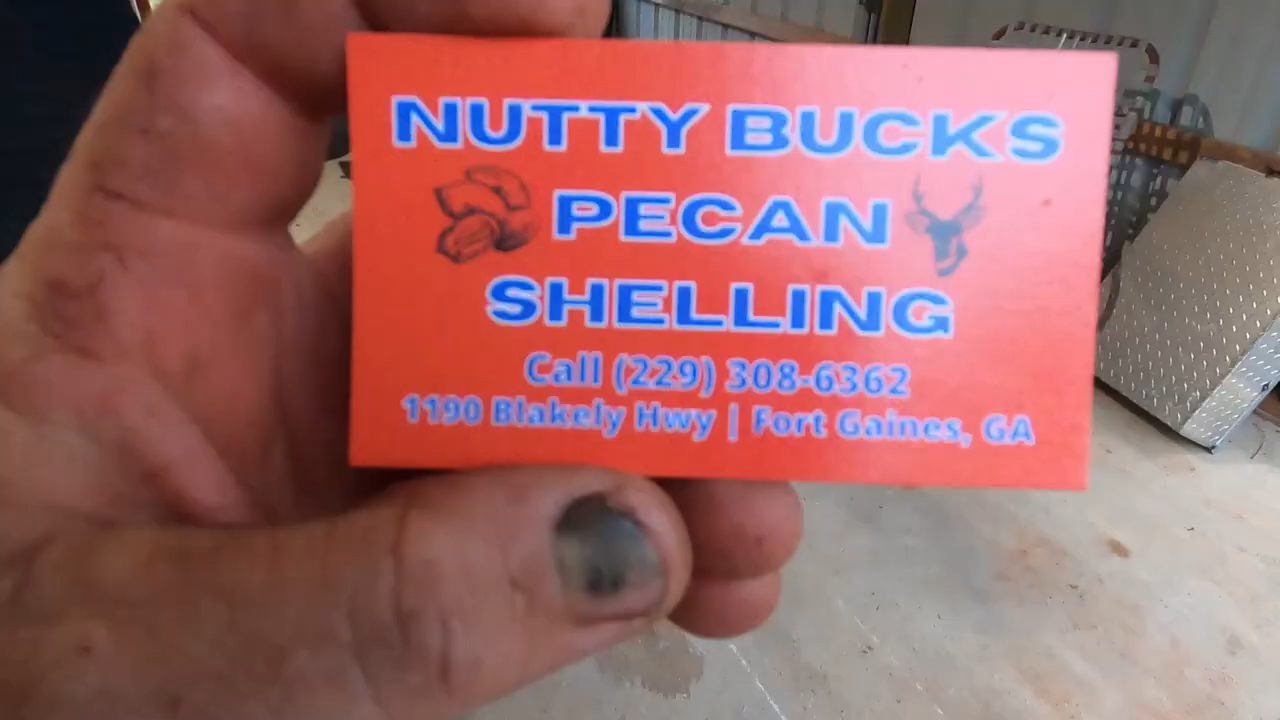 NUTTY BUCKS
PECAN
SHELLING
Call (229) 308-6362
1190 Blakely Hwy | Fort Gaines, GA